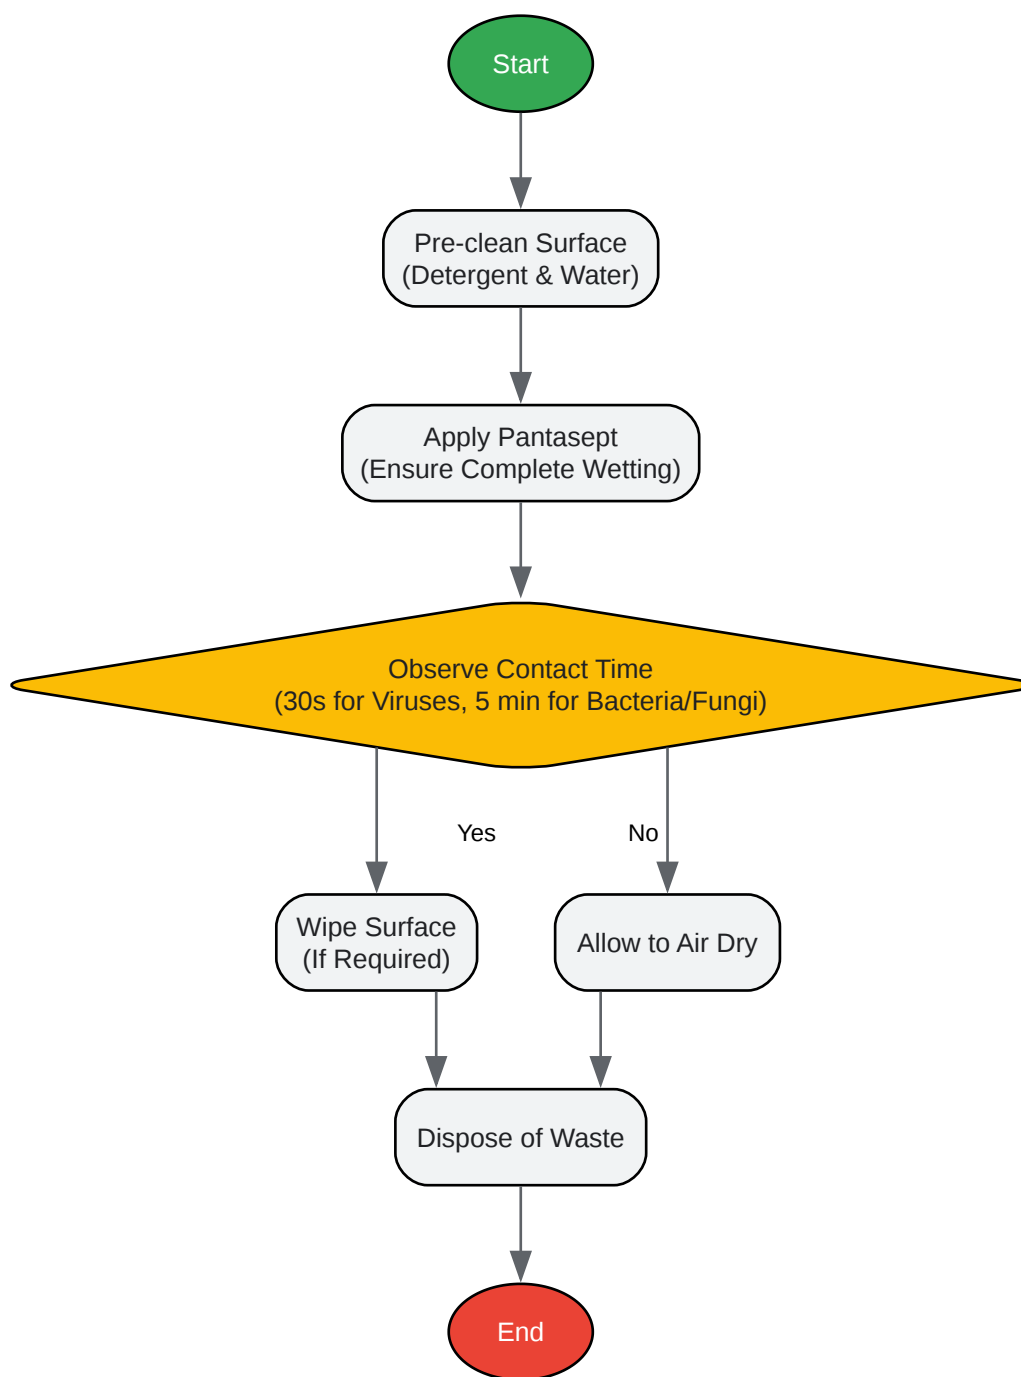 Start
Pre-clean Surface
(Detergent & Water)
Apply Pantasept
(Ensure Complete Wetting)
Observe Contact Time
(30s for Viruses, 5 min for Bacteria/Fungi)
Yes
No
Wipe Surface
(If Required)
Allow to Air Dry
Dispose of Waste
End